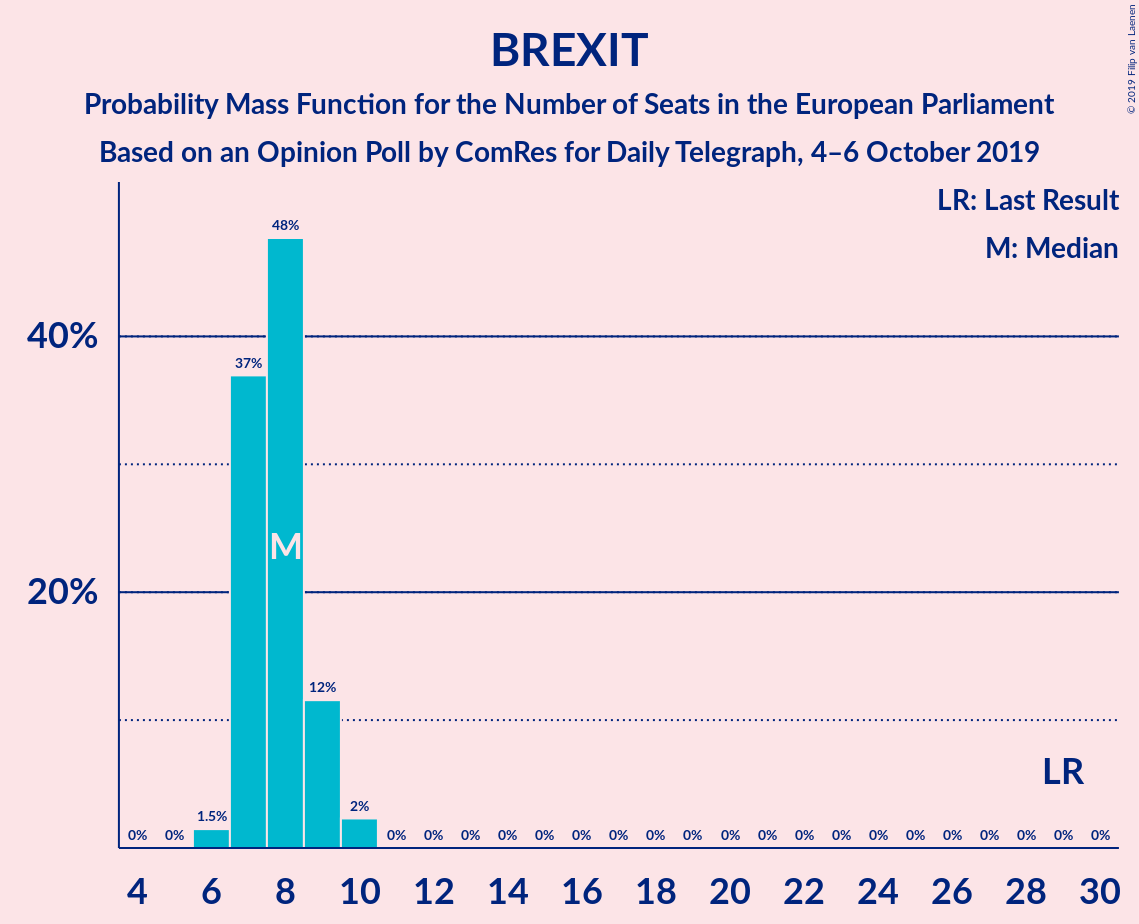 BREXIT
Probability Mass Function for the Number of Seats in the European Parliament
Based on an Opinion Poll by ComRes for Daily Telegraph, 4–6 October 2019
© 2019 Filip van Laenen
LR: Last Result
M: Median
48%
40%
37%
M
20%
12%
LR
1.5%
2%
0% 0% 0% 0% 0% 0% 0% 0% 0% 0% 0% 0% 0% 0% 0% 0% 0% 0% 0% 0% 0% 0%
4 6 8 10 12 14 16 18 20 22 24 26 28 30